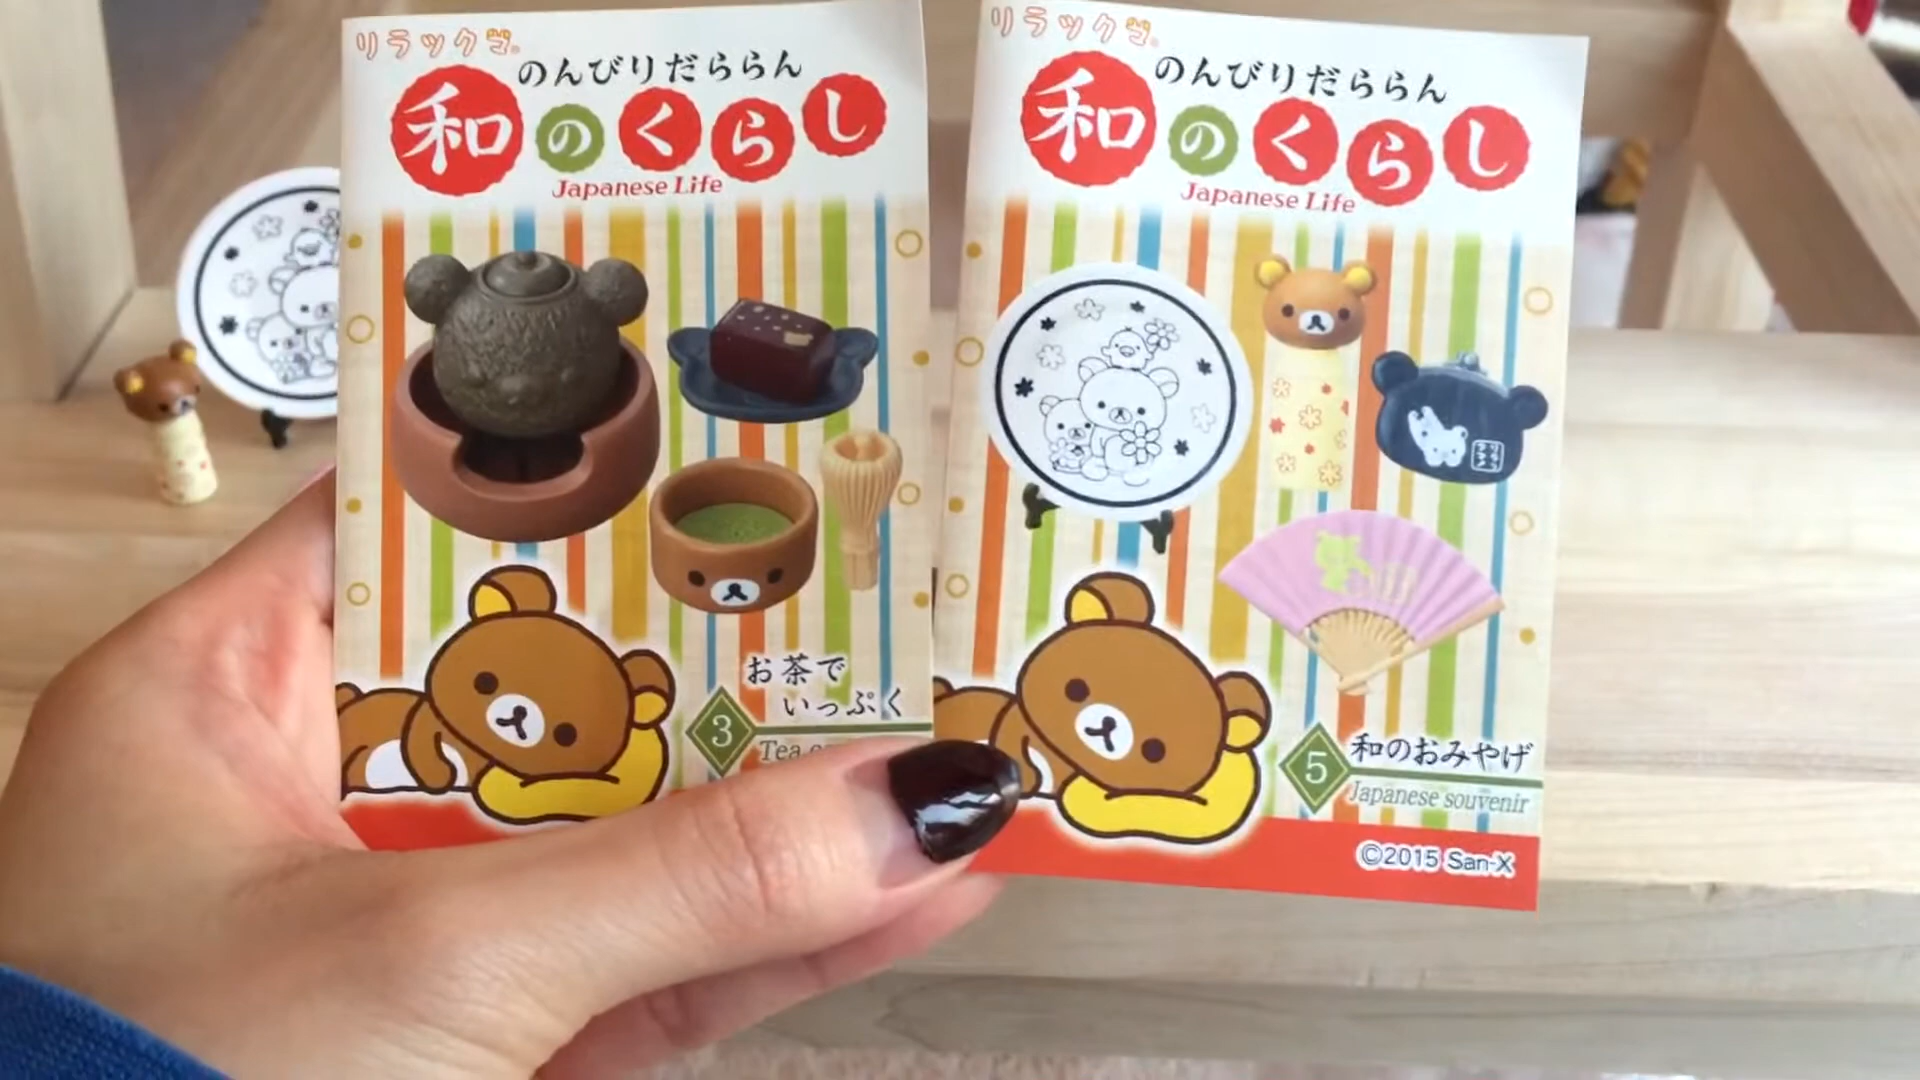 リラックマ
のんびりだららん
和のくらし
Japanese Life
お茶で
いっぷく
3
Tea
リラックマ
のんびりだららん
和のくらし
Japanese Life
和のおみやげ
5
Japanese souvenir
©2015 San-X